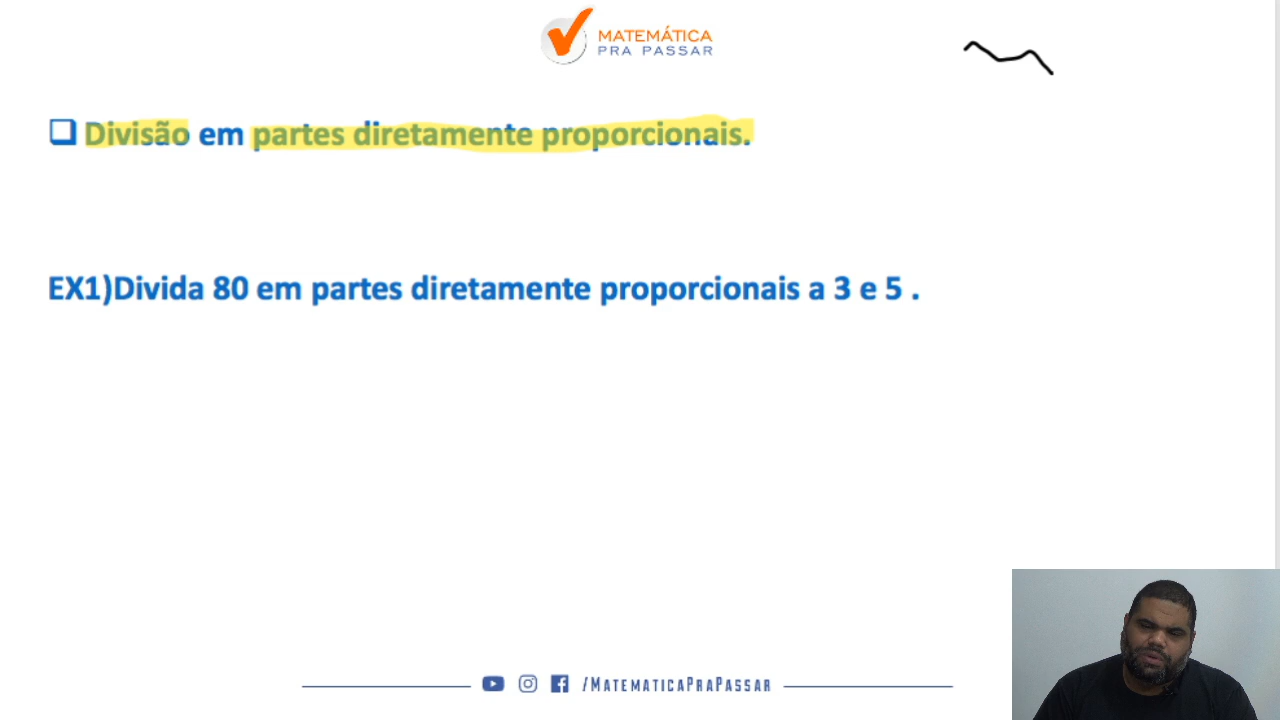 MATEMÁTICA
PRA PASSAR
Divisão em partes diretamente proporcionais.
EX1)Divida 80 em partes diretamente proporcionais a 3 e 5 .
/MATEMATICAPRAPASSAR